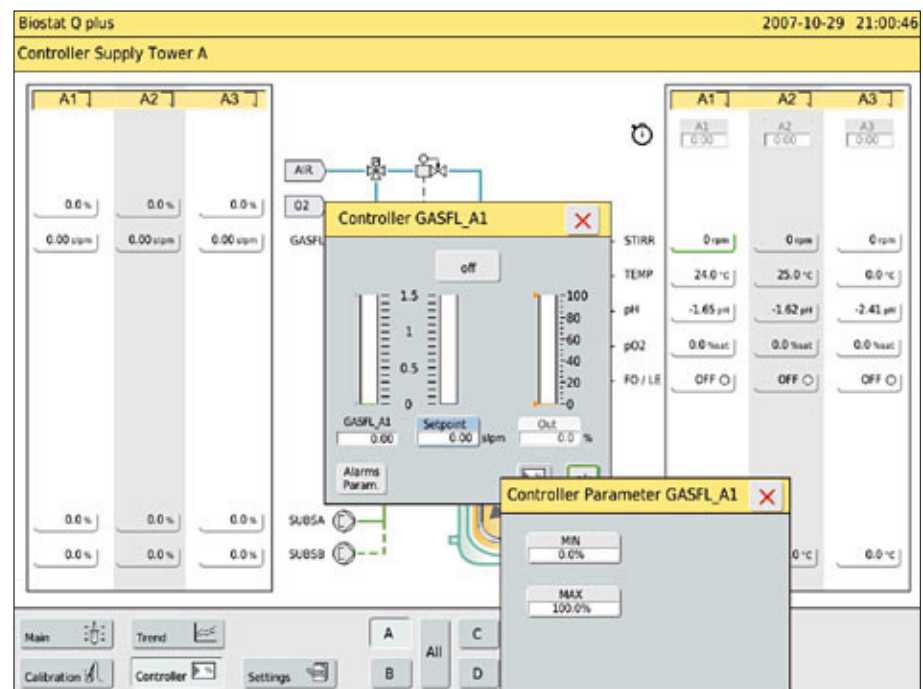 Biostat Q plus 2007-10-29 21:00:46
Controller Supply Tower A
A1 A2 A3
A1 A2 A3
A1 A2 A3
0.00 0.00 0.00
AIR
0.0 % 0.0 % 0.0 %
O2
0.00 slpm 0.00 slpm 0.00 slpm
GASFL
Controller GASFL_A1
off
1.5
1
0.5
0
100
80
60
40
20
0
GASFL_A1
0.00
Setpoint
0.00 slpm
Out
0.0 %
Alarms
Param.
STIRR 0 rpm 0 rpm 0 rpm
TEMP 24.0 °C 25.0 °C 0.0 °C
pH -1.65 pH -1.62 pH -2.41 pH
pO2 0.0 %sat 0.0 %sat 0.0 %sat
FO / LE OFF OFF OFF
0.0 % 0.0 % 0.0 %
SUBSA
0.0 % 0.0 % 0.0 %
SUBSB
Controller Parameter GASFL_A1
MIN
0.0%
MAX
100.0%
0.0 °C
Main Trend
Calibration Controller Settings
A All C
B D